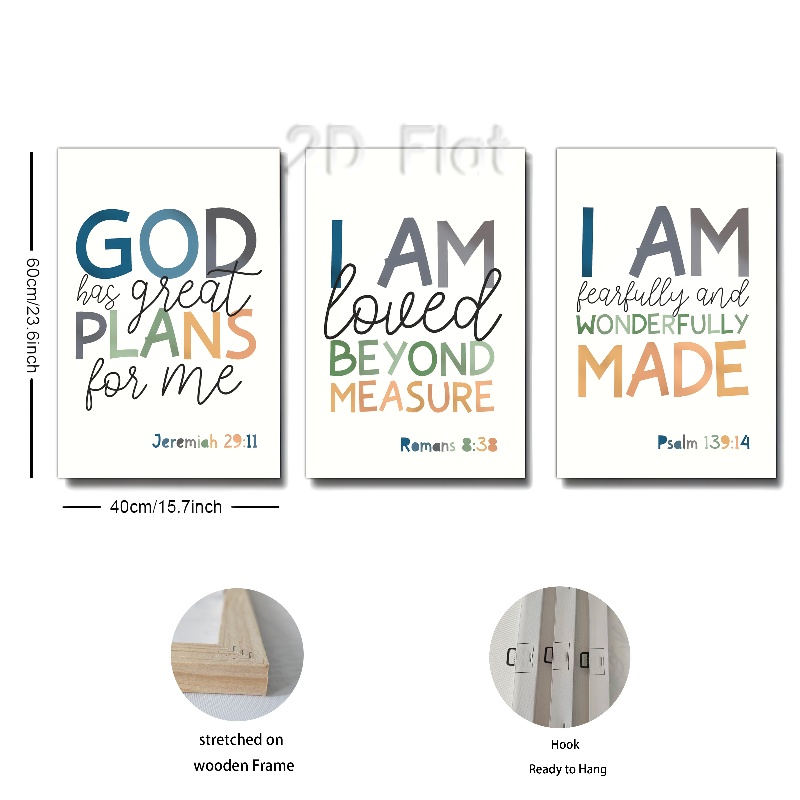 2D Flat
60cm/23.6inch
GOD
has great
PLANS
for me
Jeremiah 29:11
I AM
loved
BEYOND
MEASURE
Romans 8:38
I AM
fearfully and
WONDERFULLY
MADE
Psalm 139:14
40cm/15.7inch
stretched on
wooden Frame
Hook
Ready to Hang